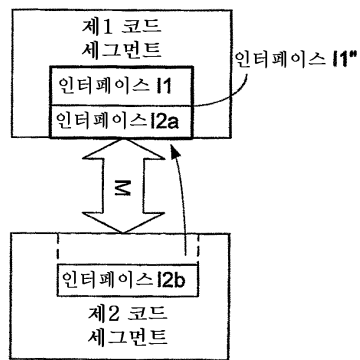 제1 코드
세그먼트
인터페이스 I1
인터페이스 I1"
인터페이스 I2a
M
인터페이스 I2b
제2 코드
세그먼트